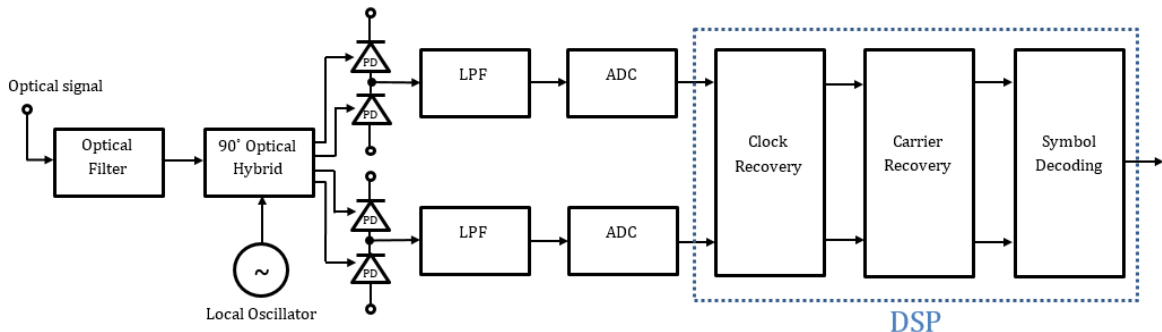 Optical signal
Optical
Filter
90° Optical
Hybrid
~
Local Oscillator
PD
PD
PD
PD
LPF
ADC
LPF
ADC
Clock
Recovery
Carrier
Recovery
Symbol
Decoding
DSP